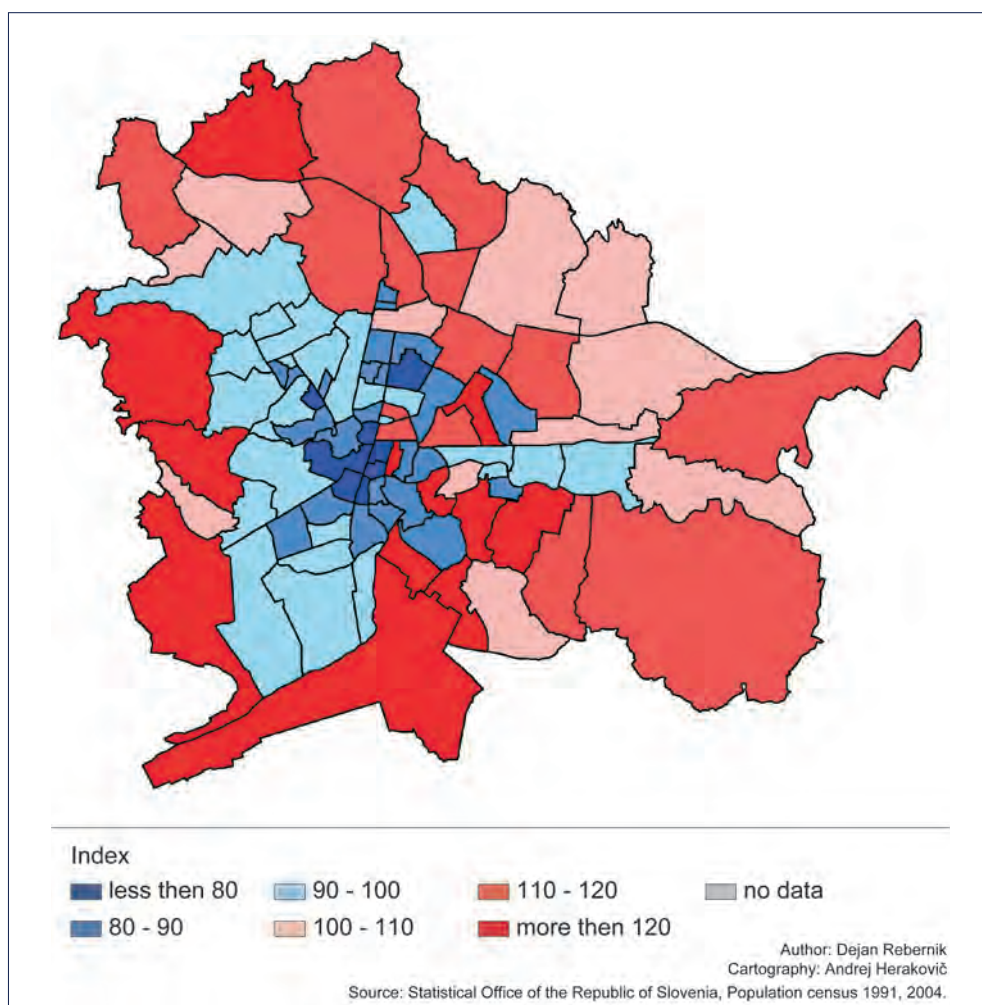 Index
less then 80
90 - 100
110 - 120
no data
80 - 90
100 - 110
more then 120
Author: Dejan Rebernik
Cartography: Andrej Herakovič
Source: Statistical Office of the Republic of Slovenia, Population census 1991, 2004.